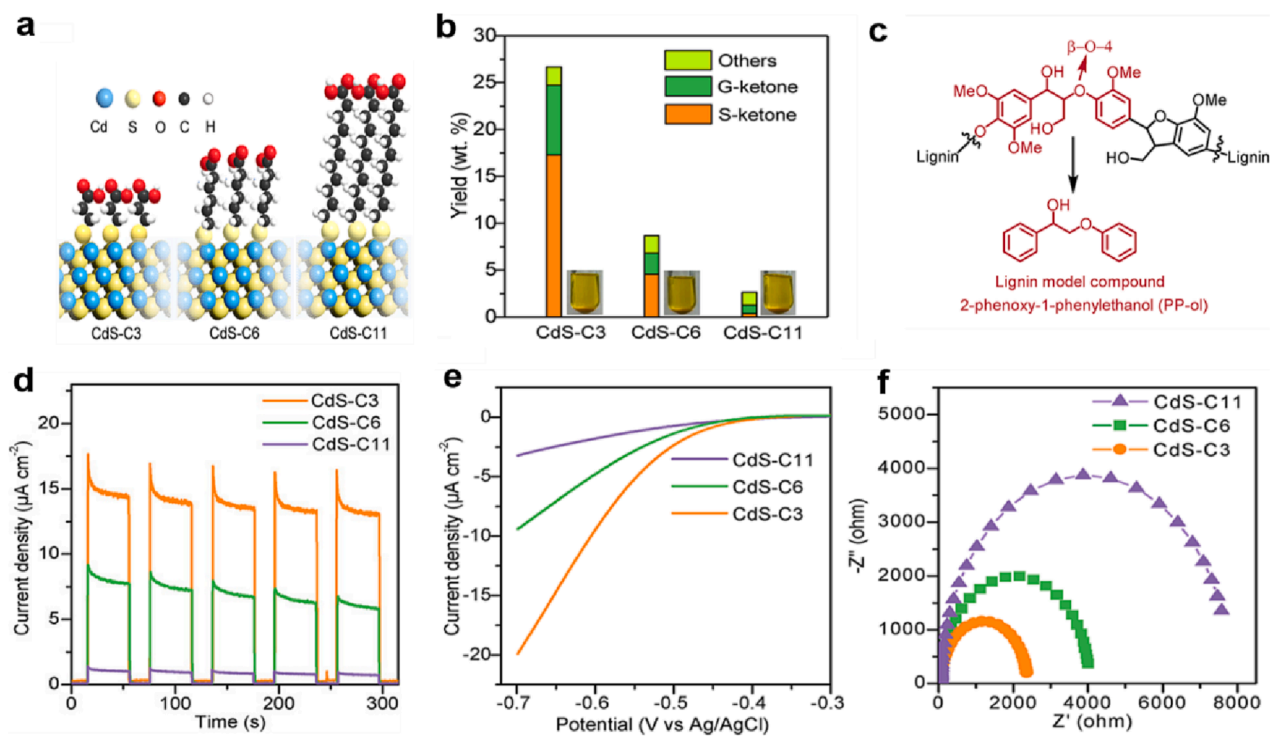 a
Cd S O C H
CdS-C3 CdS-C6 CdS-C11
b
Yield (wt. %)
30
25
20
15
10
5
0
Others
G-ketone
S-ketone
CdS-C3 CdS-C6 CdS-C11
c
β–O–4
OH OMe
OMe
MeO
HO
O
OMe
O
Lignin
O
OMe
HO
Lignin
OH
O
Lignin model compound
2-phenoxy-1-phenylethanol (PP-ol)
d
Current density (µA cm⁻²)
20
15
10
5
0
CdS-C3
CdS-C6
CdS-C11
0 100 200 300
Time (s)
e
Current density (µA cm⁻²)
0
-5
-10
-15
-20
CdS-C11
CdS-C6
CdS-C3
-0.7 -0.6 -0.5 -0.4 -0.3
Potential (V vs Ag/AgCl)
f
-Z'' (ohm)
5000
4000
3000
2000
1000
0
CdS-C11
CdS-C6
CdS-C3
0 2000 4000 6000 8000
Z' (ohm)